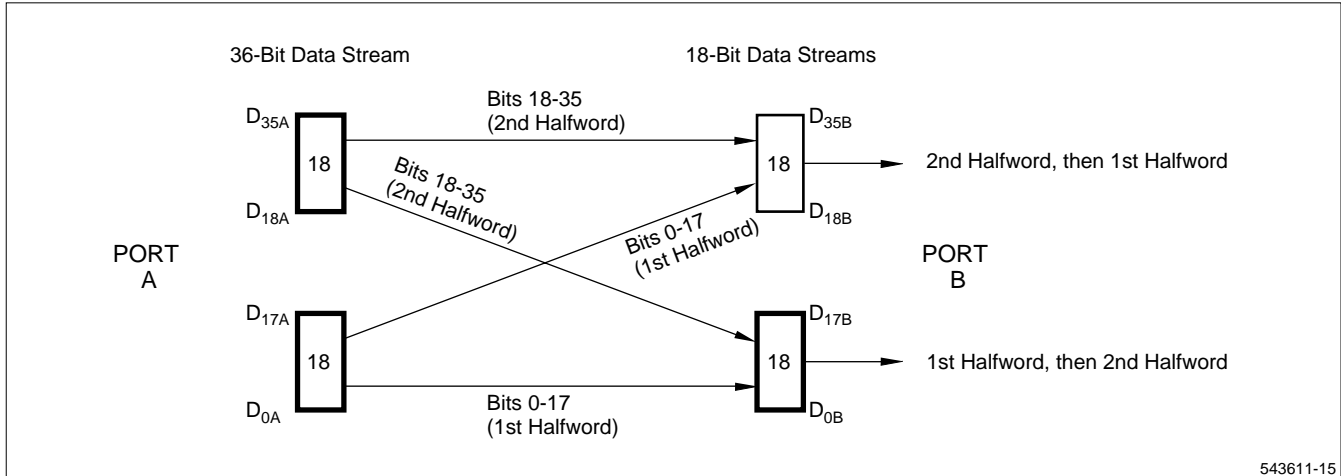 36-Bit Data Stream
18-Bit Data Streams
D35A
18
D18A
Bits 18-35
(2nd Halfword)
Bits 18-35
(2nd Halfword)
D35B
18
D18B
2nd Halfword, then 1st Halfword
PORT
A
Bits 0-17
(1st Halfword)
PORT
B
D17A
18
D0A
Bits 0-17
(1st Halfword)
D17B
18
D0B
1st Halfword, then 2nd Halfword
543611-15